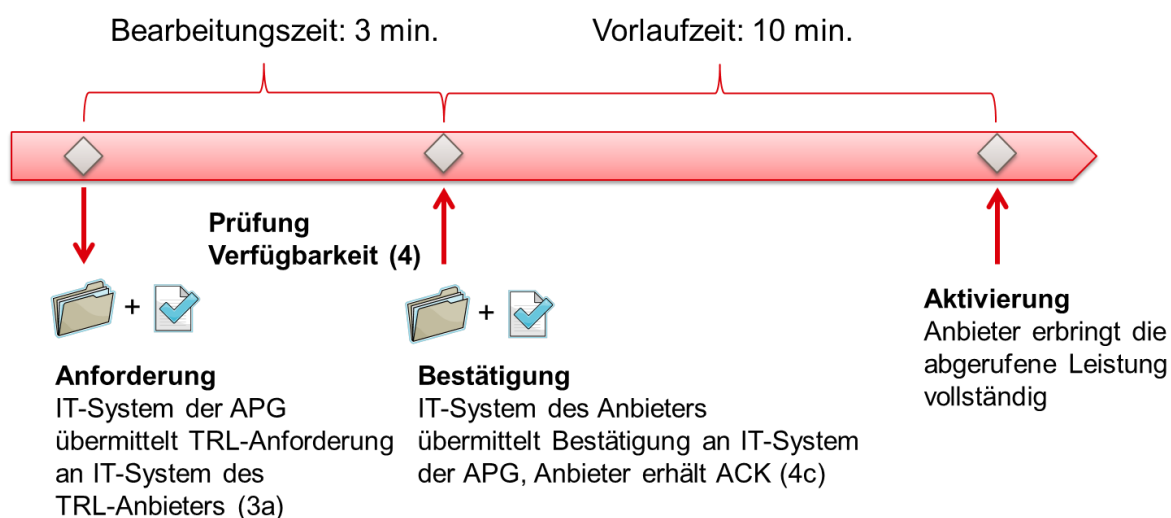 Bearbeitungszeit: 3 min.
Vorlaufzeit: 10 min.
Prüfung
Verfügbarkeit (4)
+
+
Anforderung
IT-System der APG
übermittelt TRL-Anforderung
an IT-System des
TRL-Anbieters (3a)
Bestätigung
IT-System des Anbieters
übermittelt Bestätigung an IT-System
der APG, Anbieter erhält ACK (4c)
Aktivierung
Anbieter erbringt die
abgerufene Leistung
vollständig